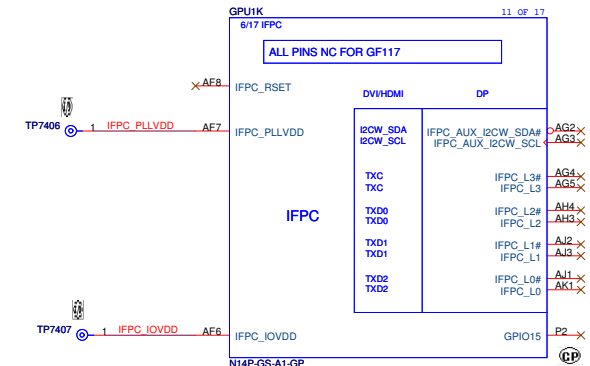 GPU1K 11 OF 17
6/17 IFPC
ALL PINS NC FOR GF117
AF8 IFPC_RSET
DVI/HDMI DP
TP7406 1 IFPC_PLLVDD AF7 IFPC_PLLVDD
I2CW_SDA IFPC_AUX_I2CW_SDA# AG2
I2CW_SCL IFPC_AUX_I2CW_SCL AG3
TXC IFPC_L3# AG4
TXC IFPC_L3 AG5
IFPC
TXD0 IFPC_L2# AH4
TXD0 IFPC_L2 AH3
TXD1 IFPC_L1# AJ2
TXD1 IFPC_L1 AJ3
TXD2 IFPC_L0# AJ1
TXD2 IFPC_L0 AK1
TP7407 1 IFPC_IOVDD AF6 IFPC_IOVDD
GPIO15 P2
CP
N14P-GS-A1-GP